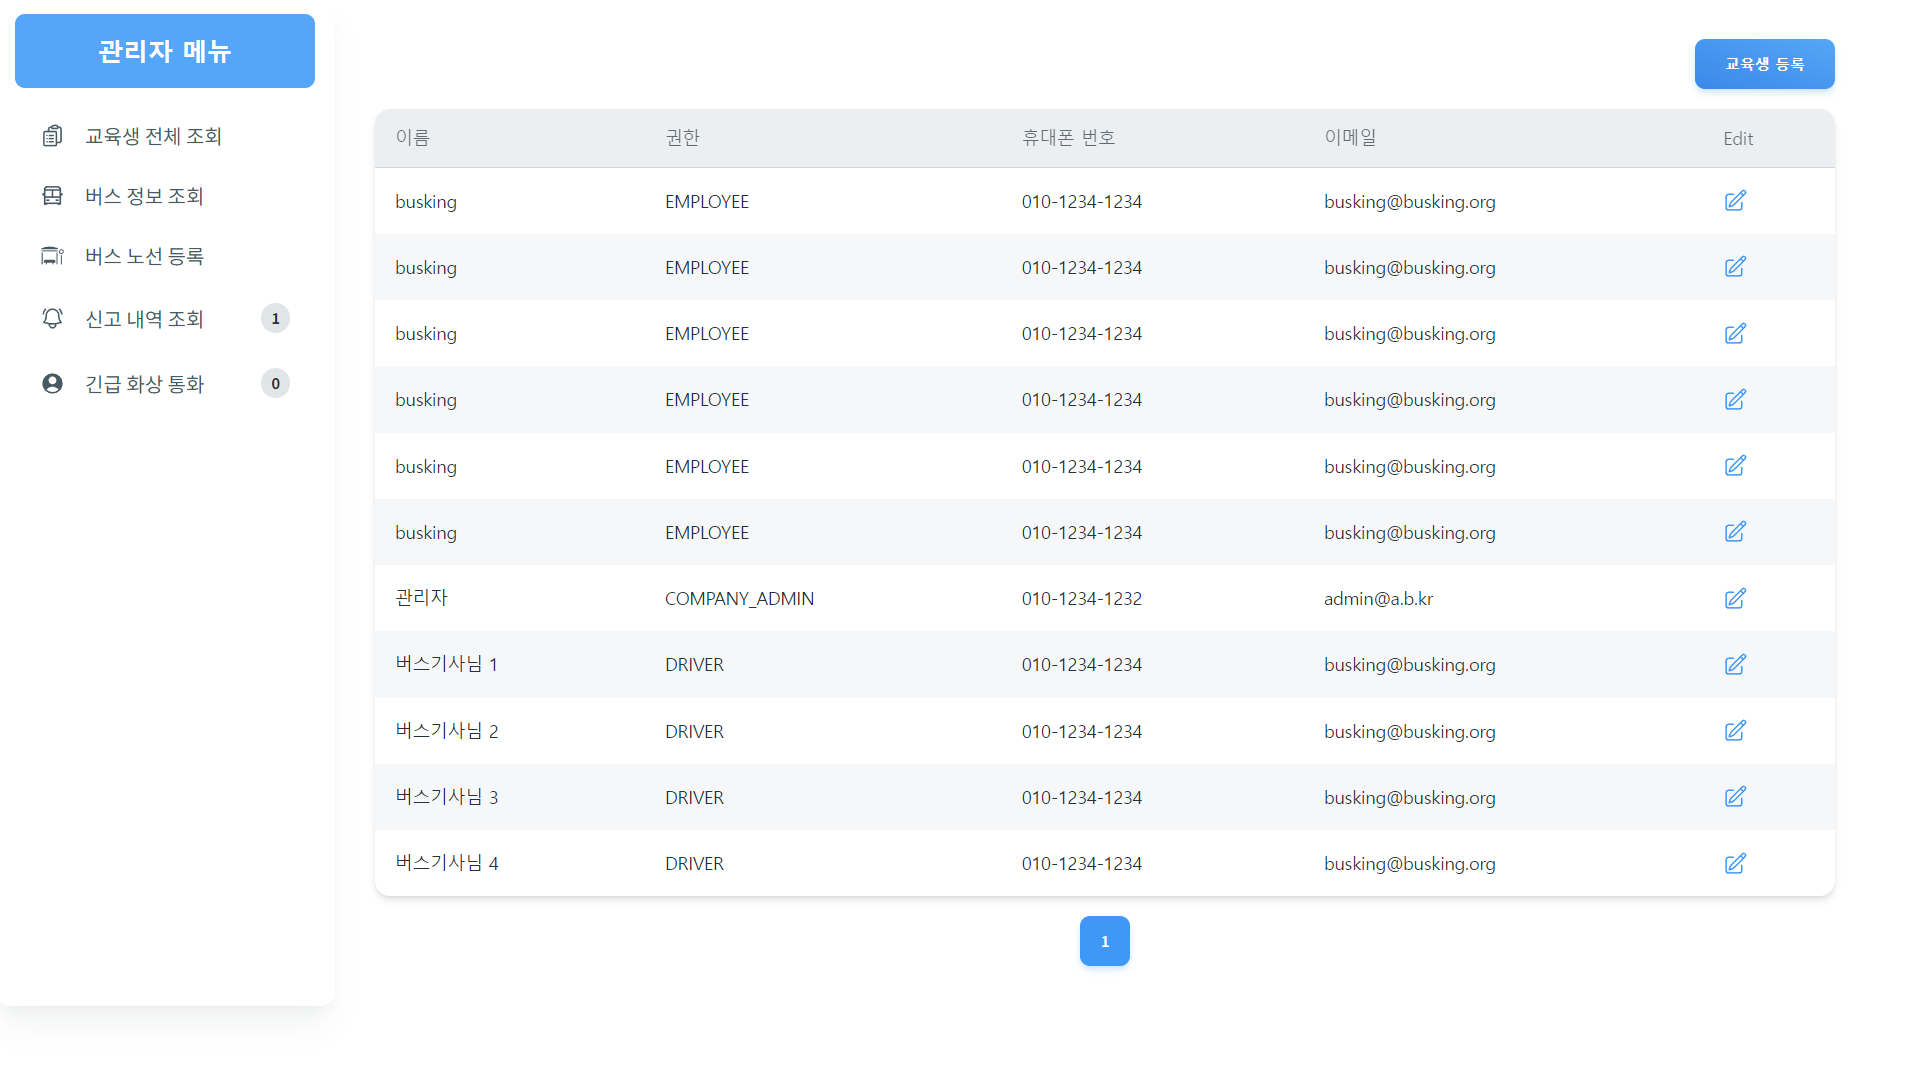 관리자 메뉴
교육생 전체 조회
버스 정보 조회
버스 노선 등록
신고 내역 조회 1
긴급 화상 통화 0
교육생 등록
이름 권한 휴대폰 번호 이메일 Edit
busking EMPLOYEE 010-1234-1234 busking@busking.org
busking EMPLOYEE 010-1234-1234 busking@busking.org
busking EMPLOYEE 010-1234-1234 busking@busking.org
busking EMPLOYEE 010-1234-1234 busking@busking.org
busking EMPLOYEE 010-1234-1234 busking@busking.org
busking EMPLOYEE 010-1234-1234 busking@busking.org
관리자 COMPANY_ADMIN 010-1234-1232 admin@a.b.kr
버스기사님 1 DRIVER 010-1234-1234 busking@busking.org
버스기사님 2 DRIVER 010-1234-1234 busking@busking.org
버스기사님 3 DRIVER 010-1234-1234 busking@busking.org
버스기사님 4 DRIVER 010-1234-1234 busking@busking.org
1